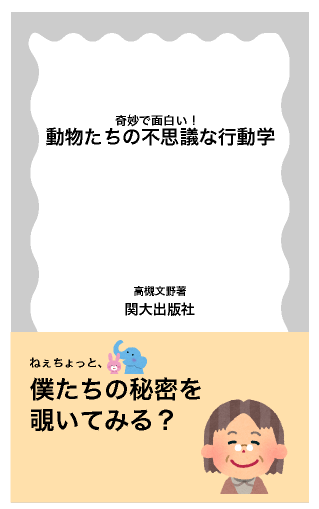 奇妙で面白い！
動物たちの不思議な行動学
高槻文野著
関大出版社
ねぇちょっと、
僕たちの秘密を
覗いてみる？